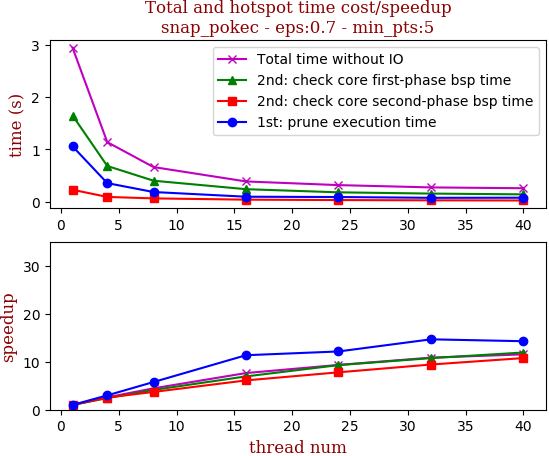 Total and hotspot time cost/speedup
snap_pokec - eps:0.7 - min_pts:5
3
2
1
0
time (s)
Total time without IO
2nd: check core first-phase bsp time
2nd: check core second-phase bsp time
1st: prune execution time
0 5 10 15 20 25 30 35 40
30
20
10
0
speedup
0 5 10 15 20 25 30 35 40
thread num